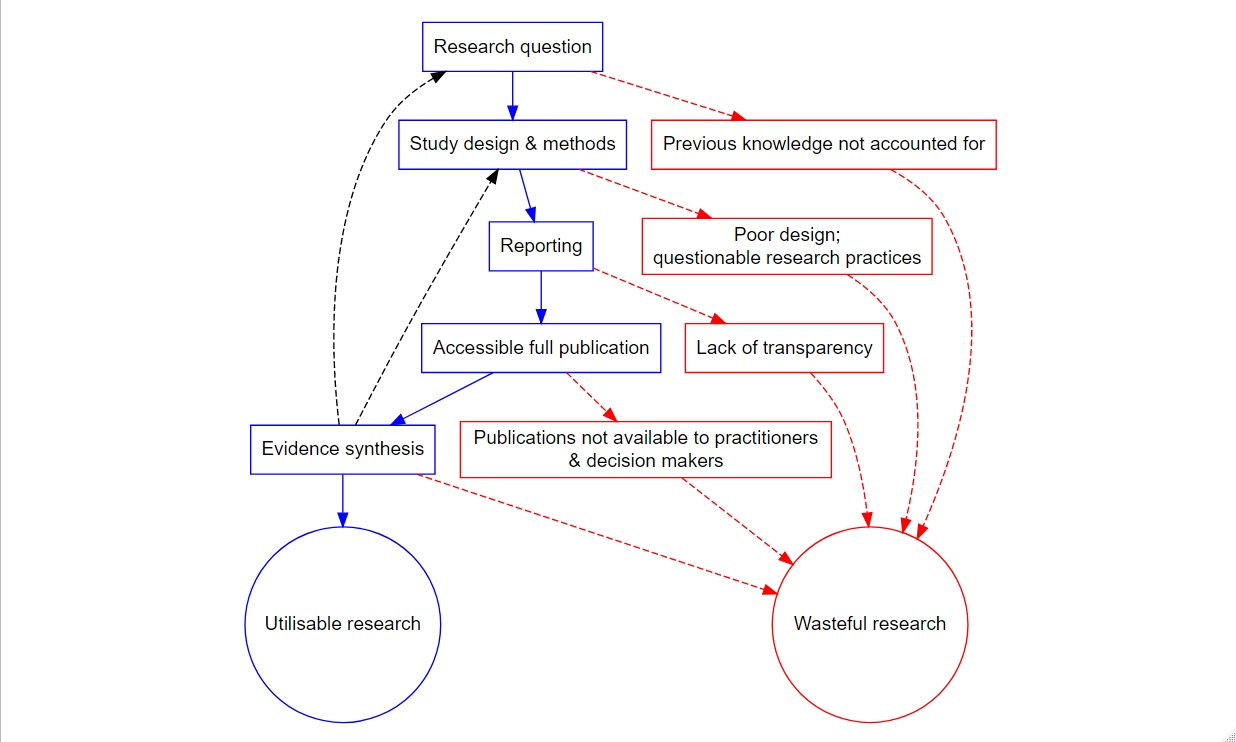 Research question
Study design & methods
Previous knowledge not accounted for
Reporting
Poor design;
questionable research practices
Accessible full publication
Lack of transparency
Evidence synthesis
Publications not available to practitioners
& decision makers
Utilisable research
Wasteful research